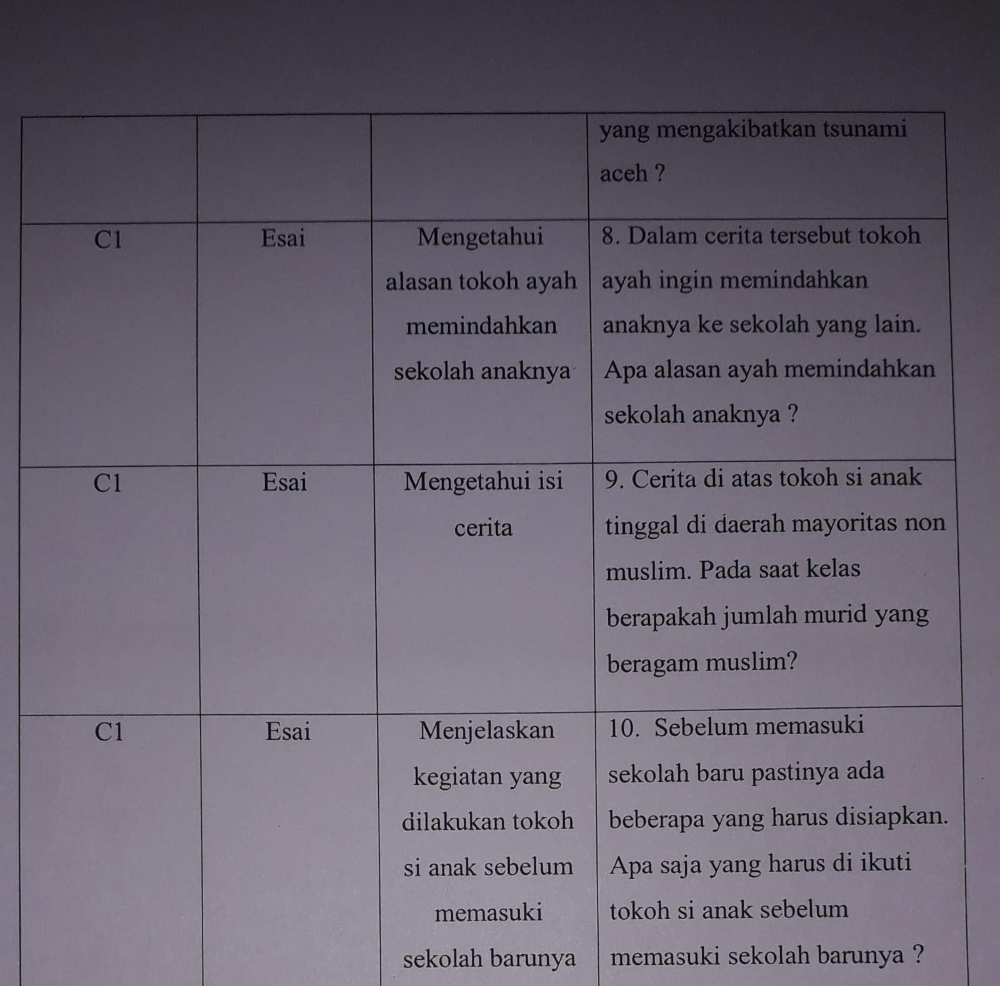 yang mengakibatkan tsunami
aceh ?
C1
Esai
Mengetahui
alasan tokoh ayah
memindahkan
sekolah anaknya
8. Dalam cerita tersebut tokoh
ayah ingin memindahkan
anaknya ke sekolah yang lain.
Apa alasan ayah memindahkan
sekolah anaknya ?
C1
Esai
Mengetahui isi
cerita
9. Cerita di atas tokoh si anak
tinggal di daerah mayoritas non
muslim. Pada saat kelas
berapakah jumlah murid yang
beragam muslim?
C1
Esai
Menjelaskan
kegiatan yang
dilakukan tokoh
si anak sebelum
memasuki
sekolah barunya
10. Sebelum memasuki
sekolah baru pastinya ada
beberapa yang harus disiapkan.
Apa saja yang harus di ikuti
tokoh si anak sebelum
memasuki sekolah barunya ?